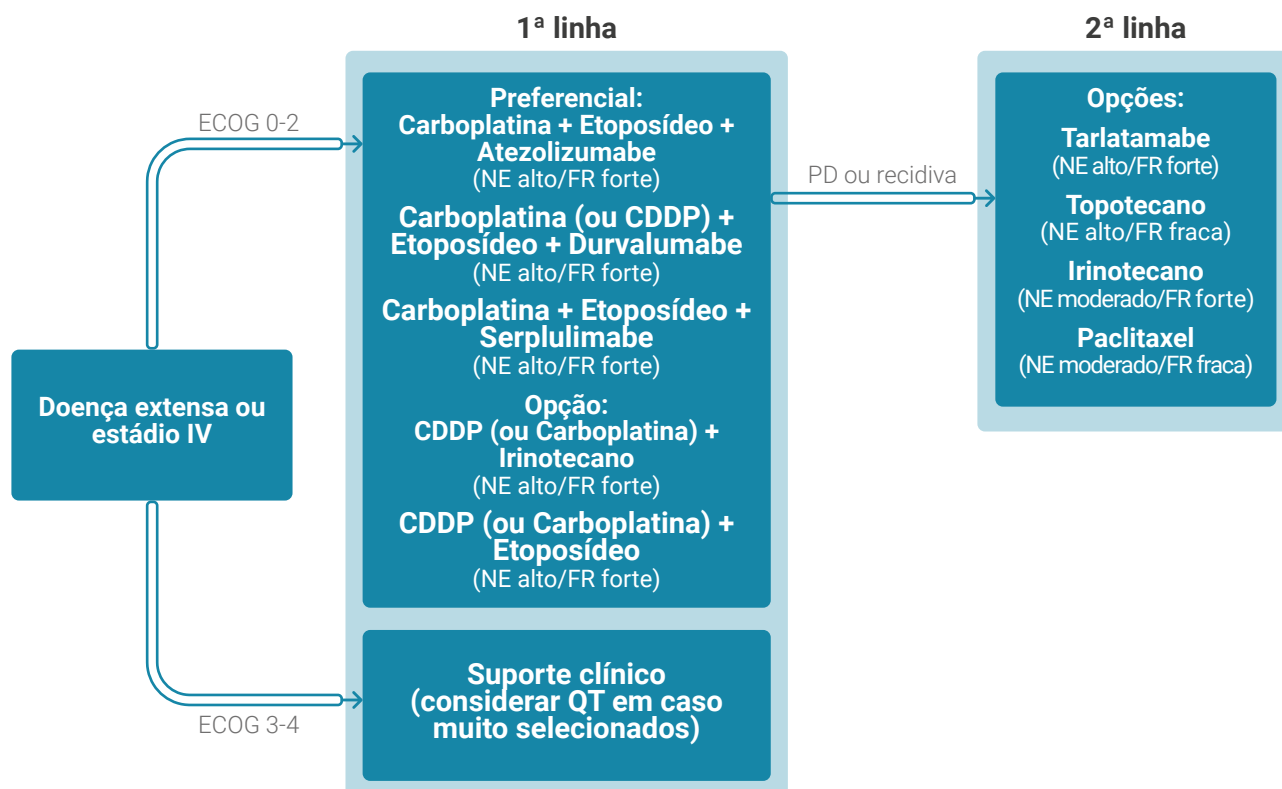 1ª linha
2ª linha
ECOG 0-2
Preferencial:
Carboplatina + Etoposídeo +
Atezolizumabe
(NE alto/FR forte)
Carboplatina (ou CDDP) +
Etoposídeo + Durvalumabe
(NE alto/FR forte)
Carboplatina + Etoposídeo +
Serplulimabe
(NE alto/FR forte)
Opção:
CDDP (ou Carboplatina) +
Irinotecano
(NE alto/FR forte)
CDDP (ou Carboplatina) +
Etoposídeo
(NE alto/FR forte)
PD ou recidiva
Opções:
Tarlatamabe
(NE alto/FR forte)
Topotecano
(NE alto/FR fraca)
Irinotecano
(NE moderado/FR forte)
Paclitaxel
(NE moderado/FR fraca)
Doença extensa ou
estádio IV
ECOG 3-4
Suporte clínico
(considerar QT em caso
muito selecionados)